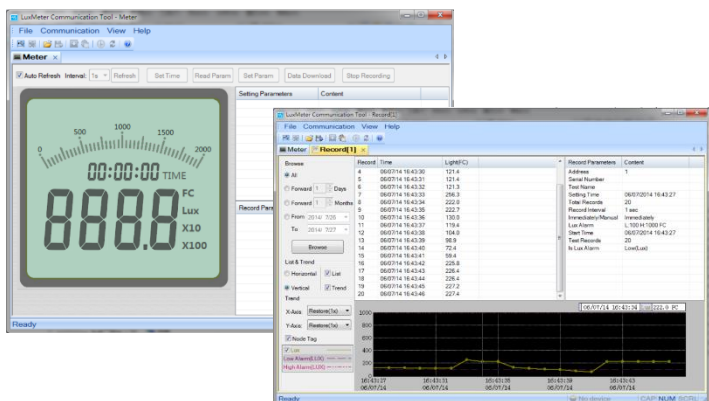 LuxMeter Communication Tool - Meter
File Communication View Help
Meter ×
Auto Refresh Interval: 1s Refresh Set Time Read Param Set Param Data Download Stop Recording
Setting Parameters Content
0 500 1000 1500 2000
00:00:00 TIME
888.8
FC
Lux
X10
X100
Record Para
Ready
LuxMeter Communication Tool - Record[1]
File Communication View Help
Meter Record[1] ×
Browse
All
Forward 1 Days
Forward 1 Months
From 2014/ 7/26
To 2014/ 7/27
Browse
List & Trend
Horizontal List
Vertical Trend
Trend
X-Axis Restore(1x)
Y-Axis: Restore(1x)
Node Tag
Lux
Low Alarm(LUX)
High Alarm(LUX)
Record Time Light(FC)
4 06/07/14 16:43:30 121.4
5 06/07/14 16:43:31 121.4
6 06/07/14 16:43:32 121.3
7 06/07/14 16:43:33 256.3
8 06/07/14 16:43:34 222.0
9 06/07/14 16:43:35 222.7
10 06/07/14 16:43:36 130.0
11 06/07/14 16:43:37 119.4
12 06/07/14 16:43:38 104.0
13 06/07/14 16:43:39 98.9
14 06/07/14 16:43:40 72.4
15 06/07/14 16:43:41 59.4
16 06/07/14 16:43:42 225.8
17 06/07/14 16:43:43 226.4
18 06/07/14 16:43:44 226.4
19 06/07/14 16:43:45 227.2
20 06/07/14 16:43:46 227.4
Record Parameters Content
Address 1
Serial Number
Test Name
Setting Time 06/07/2014 16:43:27
Total Records 20
Record Interval 1 sec
Immediately/Manual Immediately
Lux Alarm L:100 H:1000 FC
Start Time 06/07/2014 16:43:27
Test Records 20
Is Lux Alarm Low(Lux)
06/07/14 16:43:34 222.0 FC
1000
800
600
400
200
0
16:43:27 16:43:31 16:43:35 16:43:39 16:43:43
06/07/14 06/07/14 06/07/14 06/07/14 06/07/14
Ready No device CAP NUM SCRL